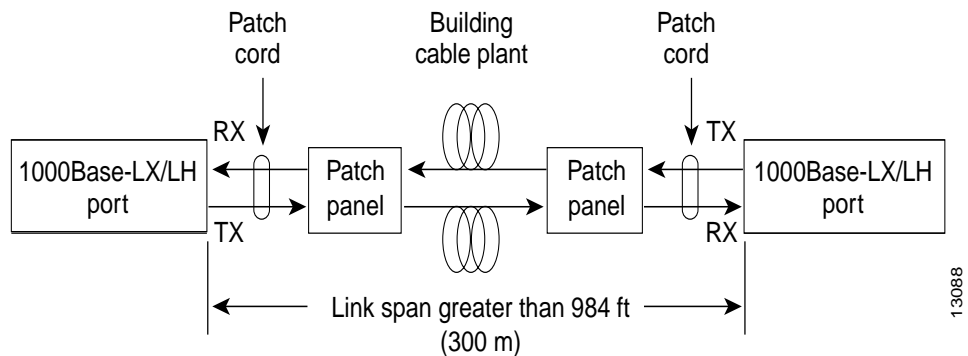 Patch
cord
Building
cable plant
Patch
cord
RX
TX
1000Base-LX/LH
port
Patch
panel
Patch
panel
1000Base-LX/LH
port
TX
RX
Link span greater than 984 ft
(300 m)
13088